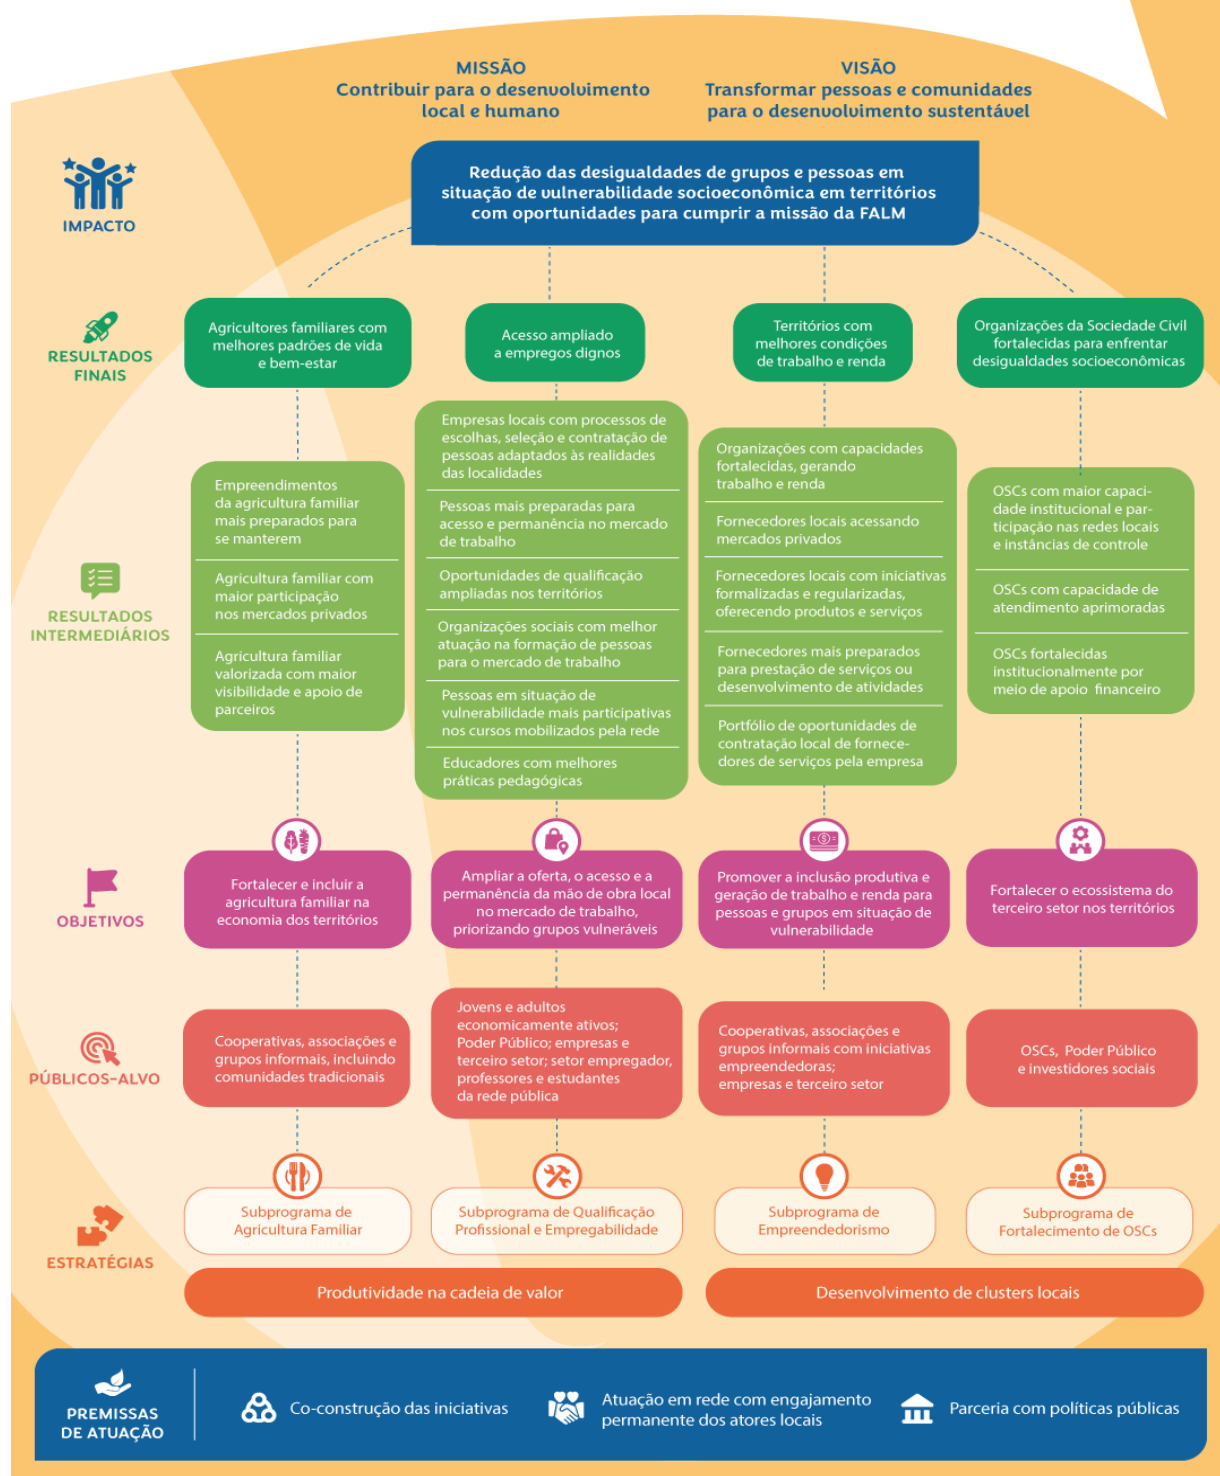 MISSÃO
Contribuir para o desenvolvimento
local e humano
VISÃO
Transformar pessoas e comunidades
para o desenvolvimento sustentável
IMPACTO
Redução das desigualdades de grupos e pessoas em
situação de vulnerabilidade socioeconômica em territórios
com oportunidades para cumprir a missão da FALM
RESULTADOS
FINAIS
Agricultores familiares com
melhores padrões de vida
e bem-estar
Acesso ampliado
a empregos dignos
Territórios com
melhores condições
de trabalho e renda
Organizações da Sociedade Civil
fortalecidas para enfrentar
desigualdades socioeconômicas
RESULTADOS
INTERMEDIÁRIOS
Empreendimentos
da agricultura familiar
mais preparados para
se manterem
Agricultura familiar com
maior participação
nos mercados privados
Agricultura familiar
valorizada com maior
visibilidade e apoio de
parceiros
Empresas locais com processos de
escolhas, seleção e contratação de
pessoas adaptados às realidades
das localidades
Pessoas mais preparadas para
acesso e permanência no mercado
de trabalho
Oportunidades de qualificação
ampliadas nos territórios
Organizações sociais com melhor
atuação na formação de pessoas
para o mercado de trabalho
Pessoas em situação de
vulnerabilidade mais participativas
nos cursos mobilizados pela rede
Educadores com melhores
práticas pedagógicas
Organizações com capacidades
fortalecidas, gerando
trabalho e renda
Fornecedores locais acessando
mercados privados
Fornecedores locais com iniciativas
formalizadas e regularizadas,
oferecendo produtos e serviços
Fornecedores mais preparados
para prestação de serviços ou
desenvolvimento de atividades
Portfólio de oportunidades de
contratação local de fornece-
dores de serviços pela empresa
OSCs com maior capaci-
dade institucional e par-
ticipação nas redes locais
e instâncias de controle
OSCs com capacidade de
atendimento aprimoradas
OSCs fortalecidas
institucionalmente por
meio de apoio financeiro
OBJETIVOS
Fortalecer e incluir a
agricultura familiar na
economia dos territórios
Ampliar a oferta, o acesso e a
permanência da mão de obra local
no mercado de trabalho,
priorizando grupos vulneráveis
Promover a inclusão produtiva e
geração de trabalho e renda para
pessoas e grupos em situação de
vulnerabilidade
Fortalecer o ecossistema do
terceiro setor nos territórios
PÚBLICOS-ALVO
Cooperativas, associações e
grupos informais, incluindo
comunidades tradicionais
Jovens e adultos
economicamente ativos;
Poder Público; empresas e
terceiro setor; setor empregador,
professores e estudantes
da rede pública
Cooperativas, associações e
grupos informais com iniciativas
empreendedoras;
empresas e terceiro setor
OSCs, Poder Público
e investidores sociais
ESTRATÉGIAS
Subprograma de
Agricultura Familiar
Subprograma de Qualificação
Profissional e Empregabilidade
Subprograma de
Empreendedorismo
Subprograma de
Fortalecimento de OSCs
Produtividade na cadeia de valor
Desenvolvimento de clusters locais
PREMISSAS
DE ATUAÇÃO
Co-construção das iniciativas
Atuação em rede com engajamento
permanente dos atores locais
Parceria com políticas públicas